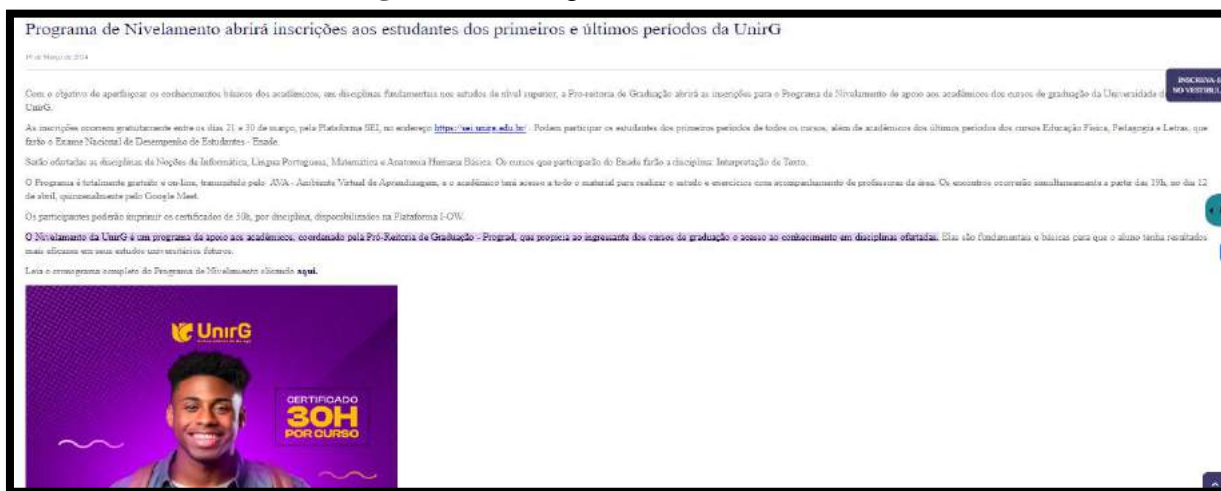 Programa de Nivelamento abrirá inscrições aos estudantes dos primeiros e últimos períodos da UnirG
19 de Março de 2024
INSCREVA-S
NO VESTIBUL
Com o objetivo de aperfeiçoar os conhecimentos básicos dos acadêmicos, em disciplinas fundamentais nos estudos de nível superior, a Pro-reitoria de Graduação abrirá as inscrições para o Programa de Nivelamento de apoio aos acadêmicos dos cursos de graduação da Universidade d
UnirG.
As inscrições ocorrem gratuitamente entre os dias 21 e 30 de março, pela Plataforma SEI, no endereço https://sei.unirg.edu.br/ . Podem participar os estudantes dos primeiros períodos de todos os cursos, além de acadêmicos dos últimos períodos dos cursos Educação Física, Pedagogia e Letras, que
farão o Exame Nacional de Desempenho de Estudantes - Enade.
Serão ofertadas as disciplinas de Noções de Informática, Língua Portuguesa, Matemática e Anatomia Humana Básica. Os cursos que participarão do Enade farão a disciplina: Interpretação de Texto.
O Programa é totalmente gratuito e on-line, transmitido pelo AVA - Ambiente Virtual de Aprendizagem, e o acadêmico terá acesso a todo o material para realizar o estudo e exercícios com acompanhamento de professores da área. Os encontros ocorrerão simultaneamente a partir das 19h, no dia 12
de abril, quinzenalmente pelo Google Meet.
Os participantes poderão imprimir os certificados de 30h, por disciplina, disponibilizados na Plataforma I-OW.
O Nivelamento da UnirG é um programa de apoio aos acadêmicos, coordenado pela Pró-Reitoria de Graduação - Prograd, que propicia ao ingressante dos cursos de graduação o acesso ao conhecimento em disciplinas ofertadas. Elas são fundamentais e básicas para que o aluno tenha resultados
mais eficazes em seus estudos universitários futuros.
Leia o cronograma completo do Programa de Nivelamento clicando aqui.
UnirG
CERTIFICADO
30H
POR CURSO